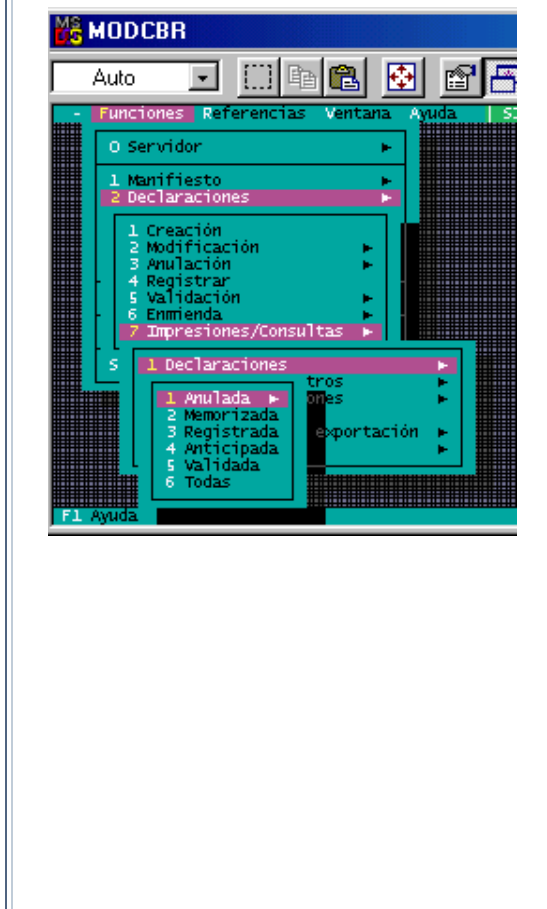 MODCBR
Auto
- Funciones Referencias Ventana Ayuda
0 Servidor
1 Manifiesto
2 Declaraciones
1 Creación
2 Modificación
3 Anulación
4 Registrar
5 Validación
6 Enmienda
7 Impresiones/Consultas
S 1 Declaraciones
tros
1 Anulada ones
2 Memorizada
3 Registrada exportación
4 Anticipada
5 Validada
6 Todas
F1 Ayuda